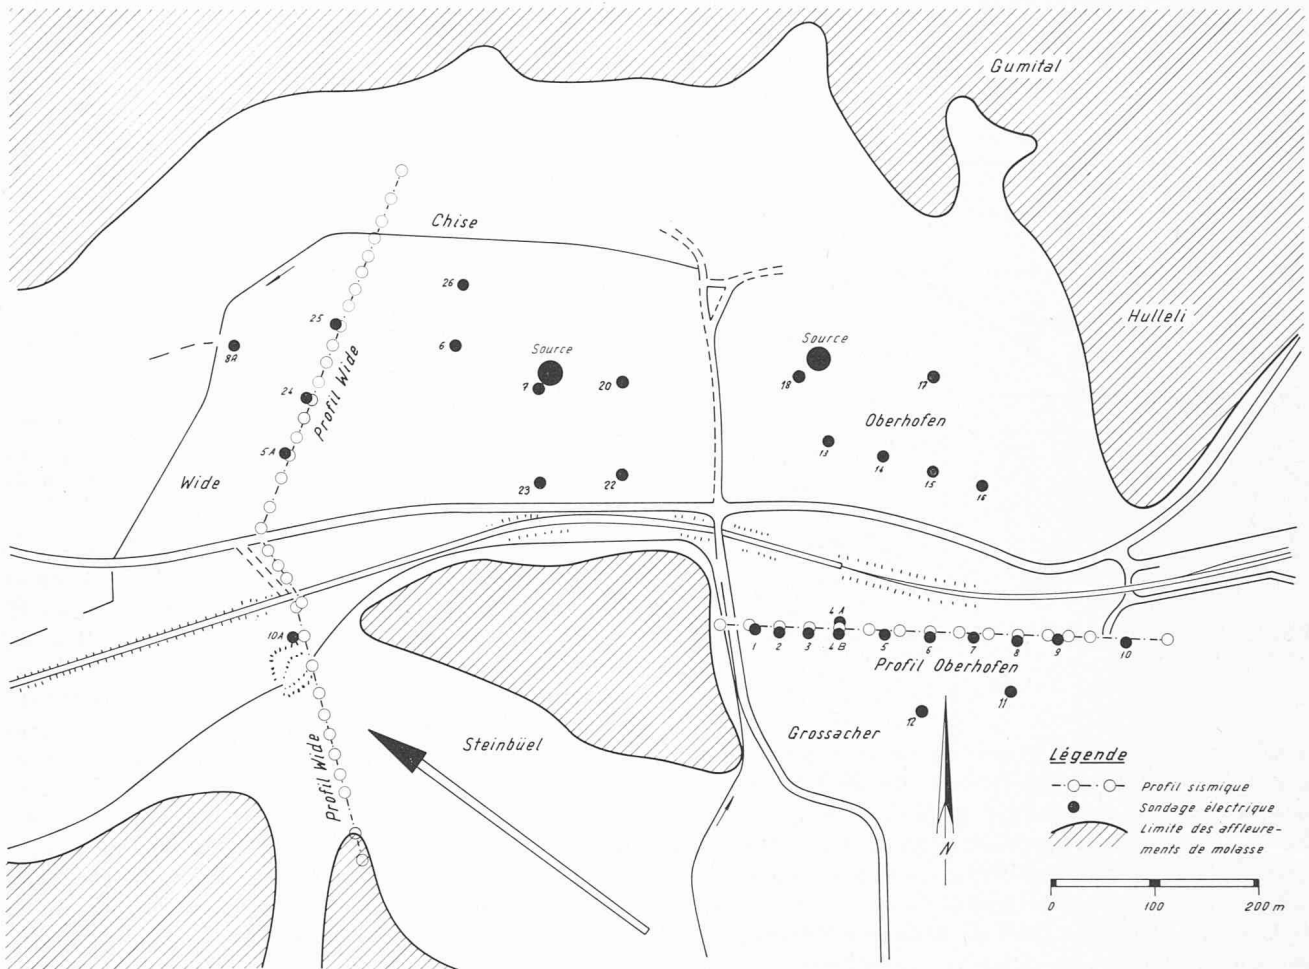 Gumital
Chise
Hulleli
26
25
8A
6
Source
7
20
Source
18
17
24
Profil Wide
Oberhofen
13
14
15
16
5A
Wide
23
22
10A
4A
1
2
3
4B
5
6
7
8
9
10
Profil Oberhofen
11
12
Grossacher
Steinbüel
Profil Wide
N
Légende
Profil sismique
Sondage électrique
Limite des affleure-
ments de molasse
0 100 200 m